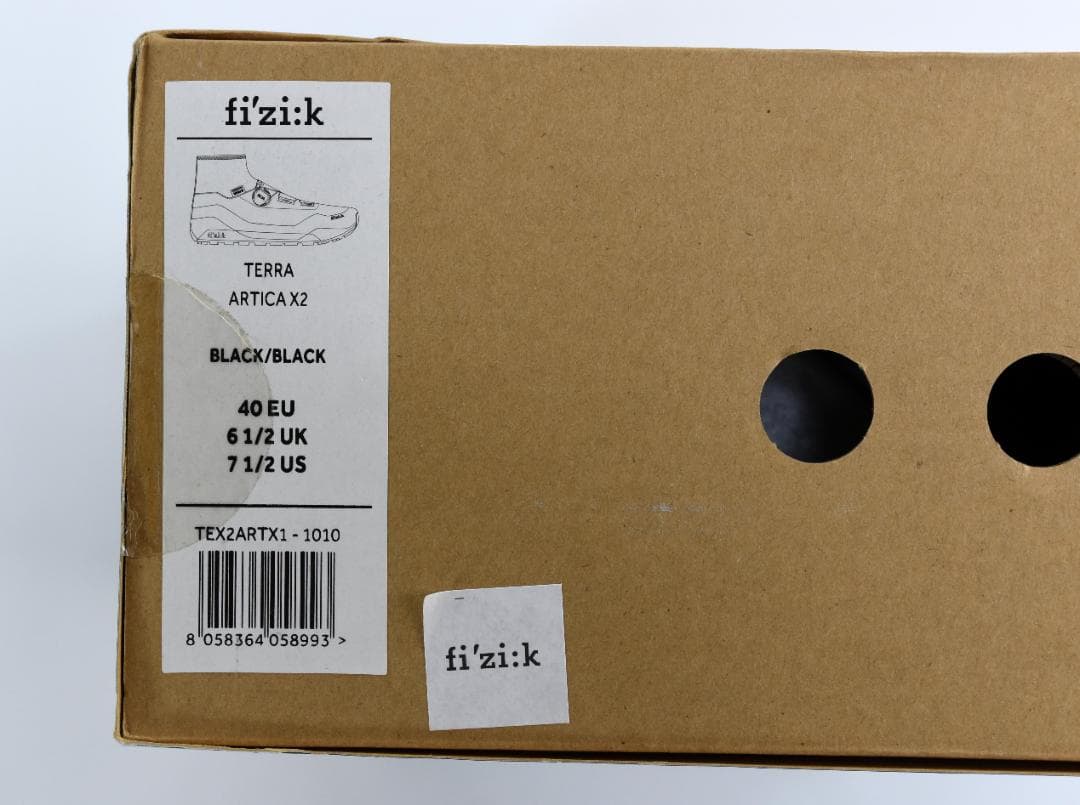 fi'zi:k
TERRA
ARTICA X2
BLACK/BLACK
40 EU
6 1/2 UK
7 1/2 US
TEX2ARTX1 - 1010
8 058364 058993 >
fi'zi:k